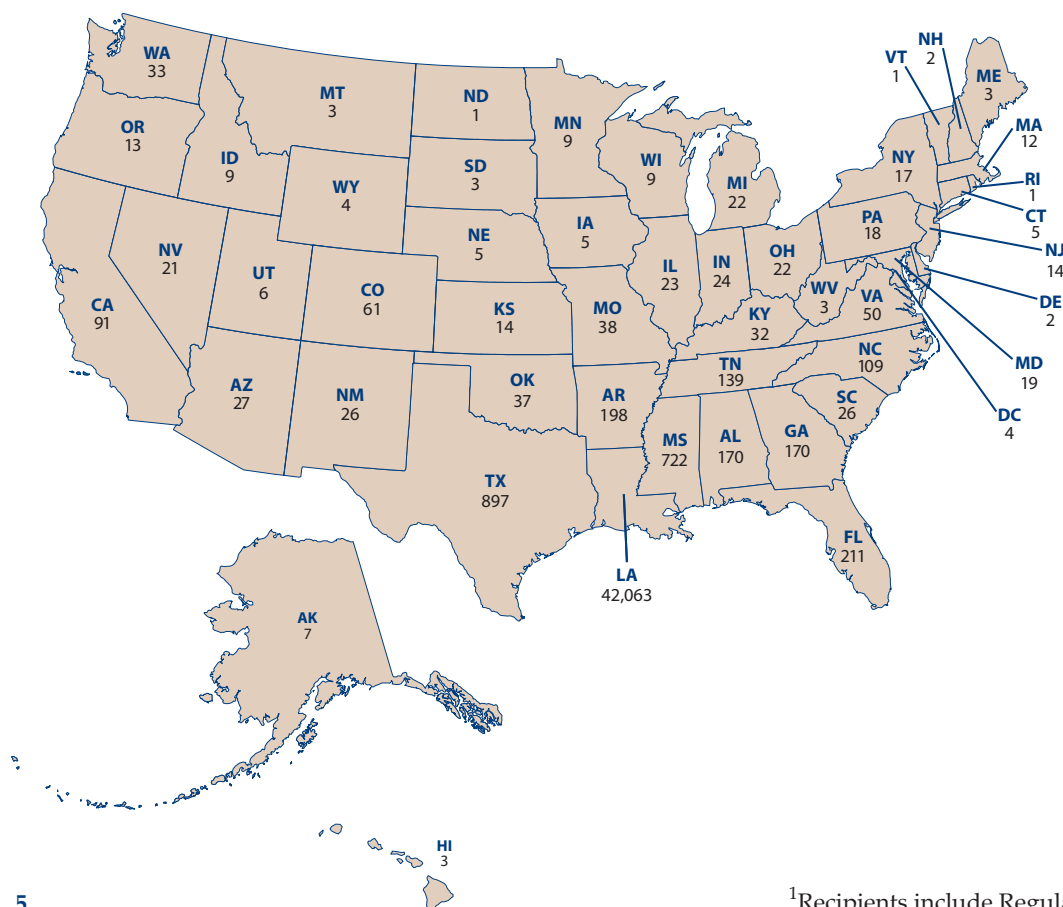 WA
33
OR
13
CA
91
ID
9
NV
21
MT
3
WY
4
UT
6
AZ
27
CO
61
NM
26
ND
1
SD
3
NE
5
KS
14
OK
37
TX
897
MN
9
IA
5
MO
38
AR
198
LA
42,063
WI
9
IL
23
MI
22
IN
24
OH
22
KY
32
TN
139
MS
722
AL
170
GA
170
FL
211
SC
26
NC
109
VA
50
WV
3
PA
18
NY
17
VT
1
NH
2
ME
3
MA
12
RI
1
CT
5
NJ
14
DE
2
MD
19
DC
4
AK
7
HI
3
5
¹Recipients include Regula